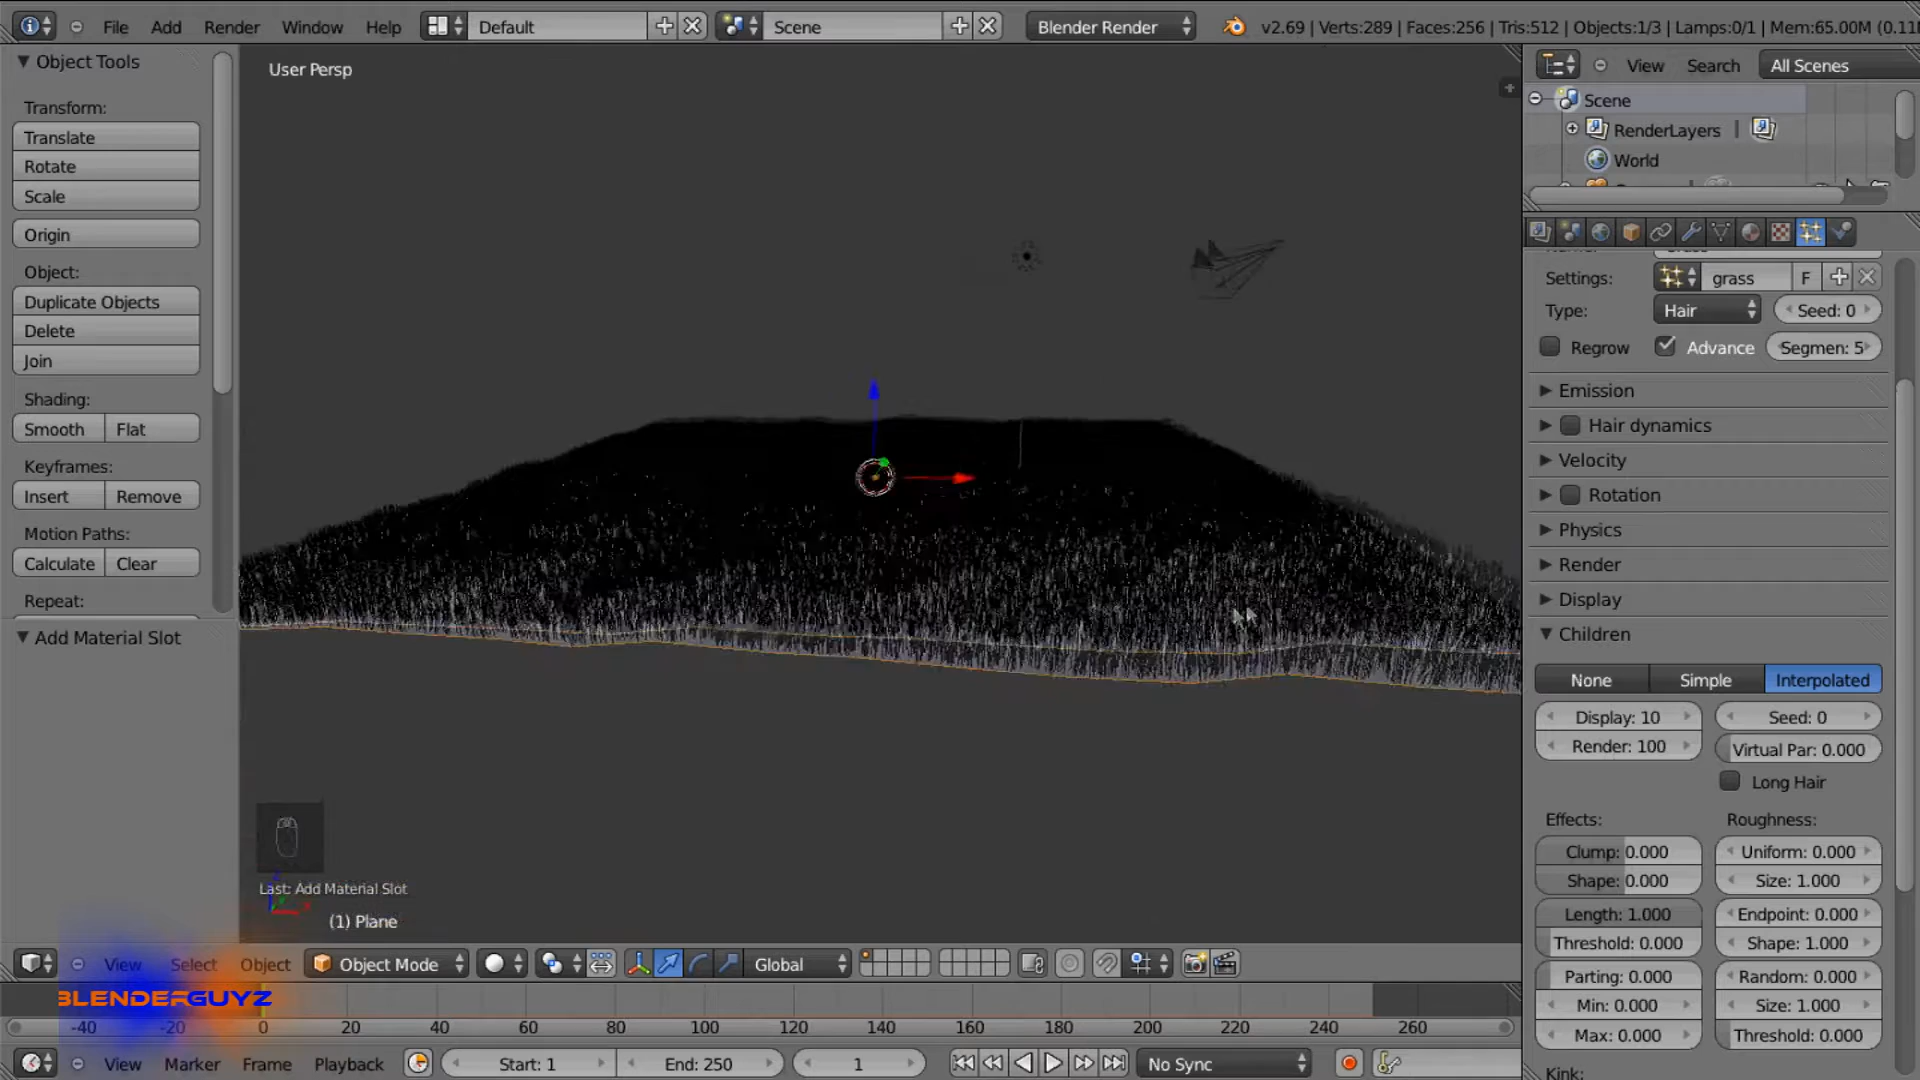 File Add Render Window Help Default Scene Blender Render v2.69 | Verts:289 | Faces:256 | Tris:512 | Objects:1/3 | Lamps:0/1 | Mem:65.00M (0.11
Object Tools
Transform:
Translate
Rotate
Scale
Origin
Object:
Duplicate Objects
Delete
Join
Shading:
Smooth Flat
Keyframes:
Insert Remove
Motion Paths:
Calculate Clear
Repeat:
Add Material Slot
User Persp
Last: Add Material Slot
(1) Plane
View Search All Scenes
Scene
RenderLayers
World
Settings: grass F
Type: Hair Seed: 0
Regrow Advance Segmen: 5
Emission
Hair dynamics
Velocity
Rotation
Physics
Render
Display
Children
None Simple Interpolated
Display: 10 Seed: 0
Render: 100 Virtual Par: 0.000
Long Hair
Effects: Roughness:
Clump: 0.000 Uniform: 0.000
Shape: 0.000 Size: 1.000
Length: 1.000 Endpoint: 0.000
Threshold: 0.000 Shape: 1.000
Parting: 0.000 Random: 0.000
Min: 0.000 Size: 1.000
Max: 0.000 Threshold: 0.000
Kink:
View Select Object Object Mode Global
BLENDERGUYZ
-40 -20 0 20 40 60 80 100 120 140 160 180 200 220 240 260
View Marker Frame Playback Start: 1 End: 250 1 No Sync